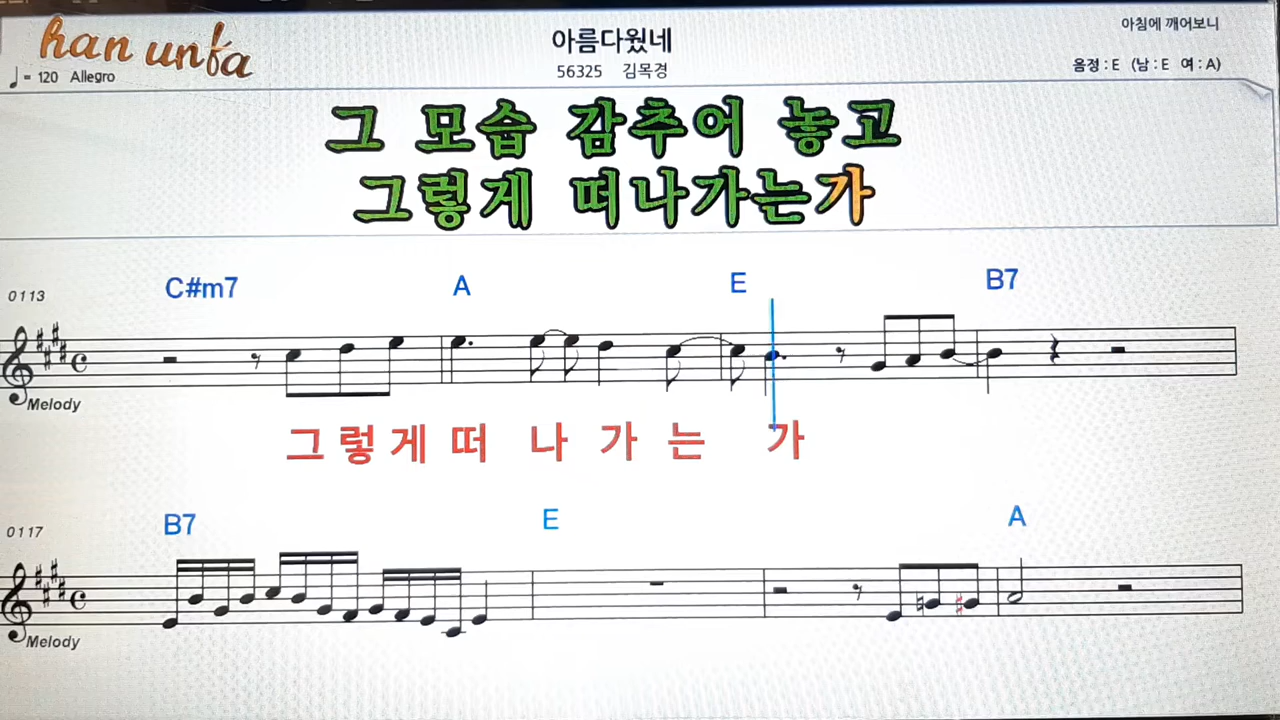 han unfa
♩= 120 Allegro
아름다웠네
56325 김목경
아침에 깨어보니
음정 : E (남 : E 여 : A)
그 모습 감추어 놓고
그렇게 떠나가는가
0113
C#m7 A E B7
Melody
그 렇 게 떠 나 가 는 가
0117
B7 E A
Melody